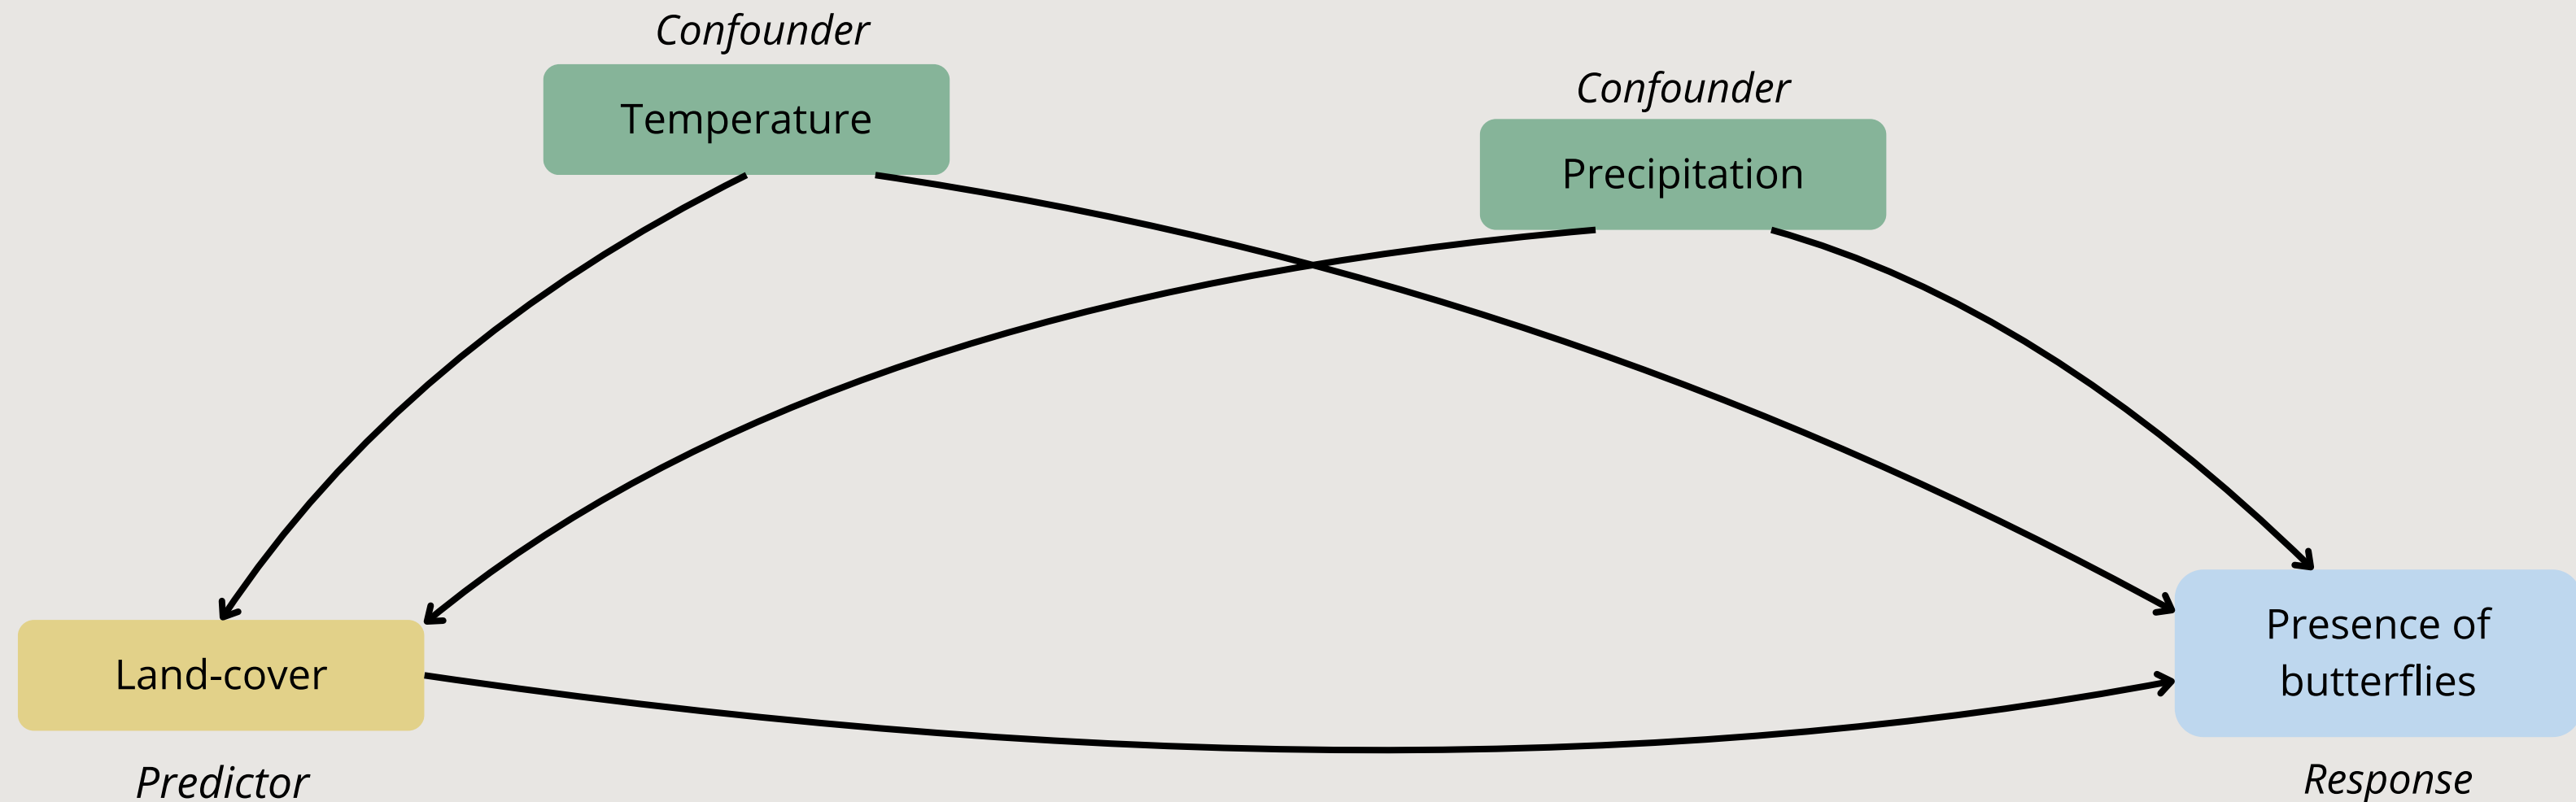 Confounder
Temperature
Confounder
Precipitation
Land-cover
Predictor
Presence of
butterflies
Response